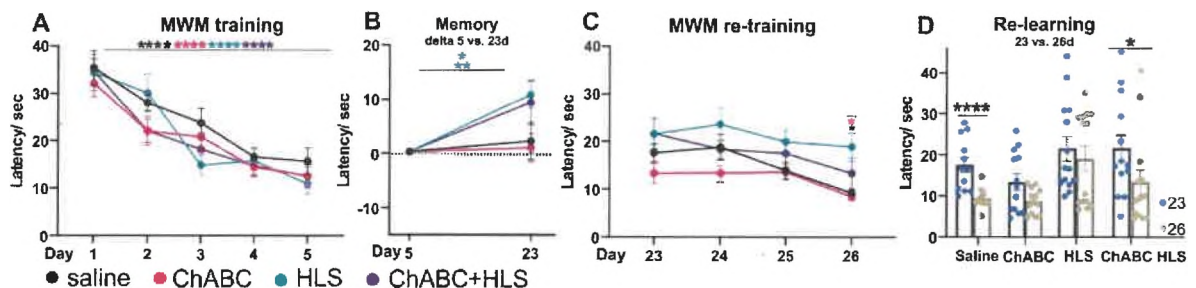 A MWM training
**** **** **** ****
Latency/ sec
40
30
20
10
0
Day 1 2 3 4 5
B Memory
delta 5 vs. 23d
*
**
Latency/ sec
20
10
0
-10
Day 5 23
C MWM re-training
Latency/ sec
40
30
20
10
0
Day 23 24 25 26
*
*
D Re-learning
23 vs. 26d
**** *
Latency/ sec
40
30
20
10
0
Saline ChABC HLS ChABC HLS
23
26
saline ChABC HLS ChABC+HLS